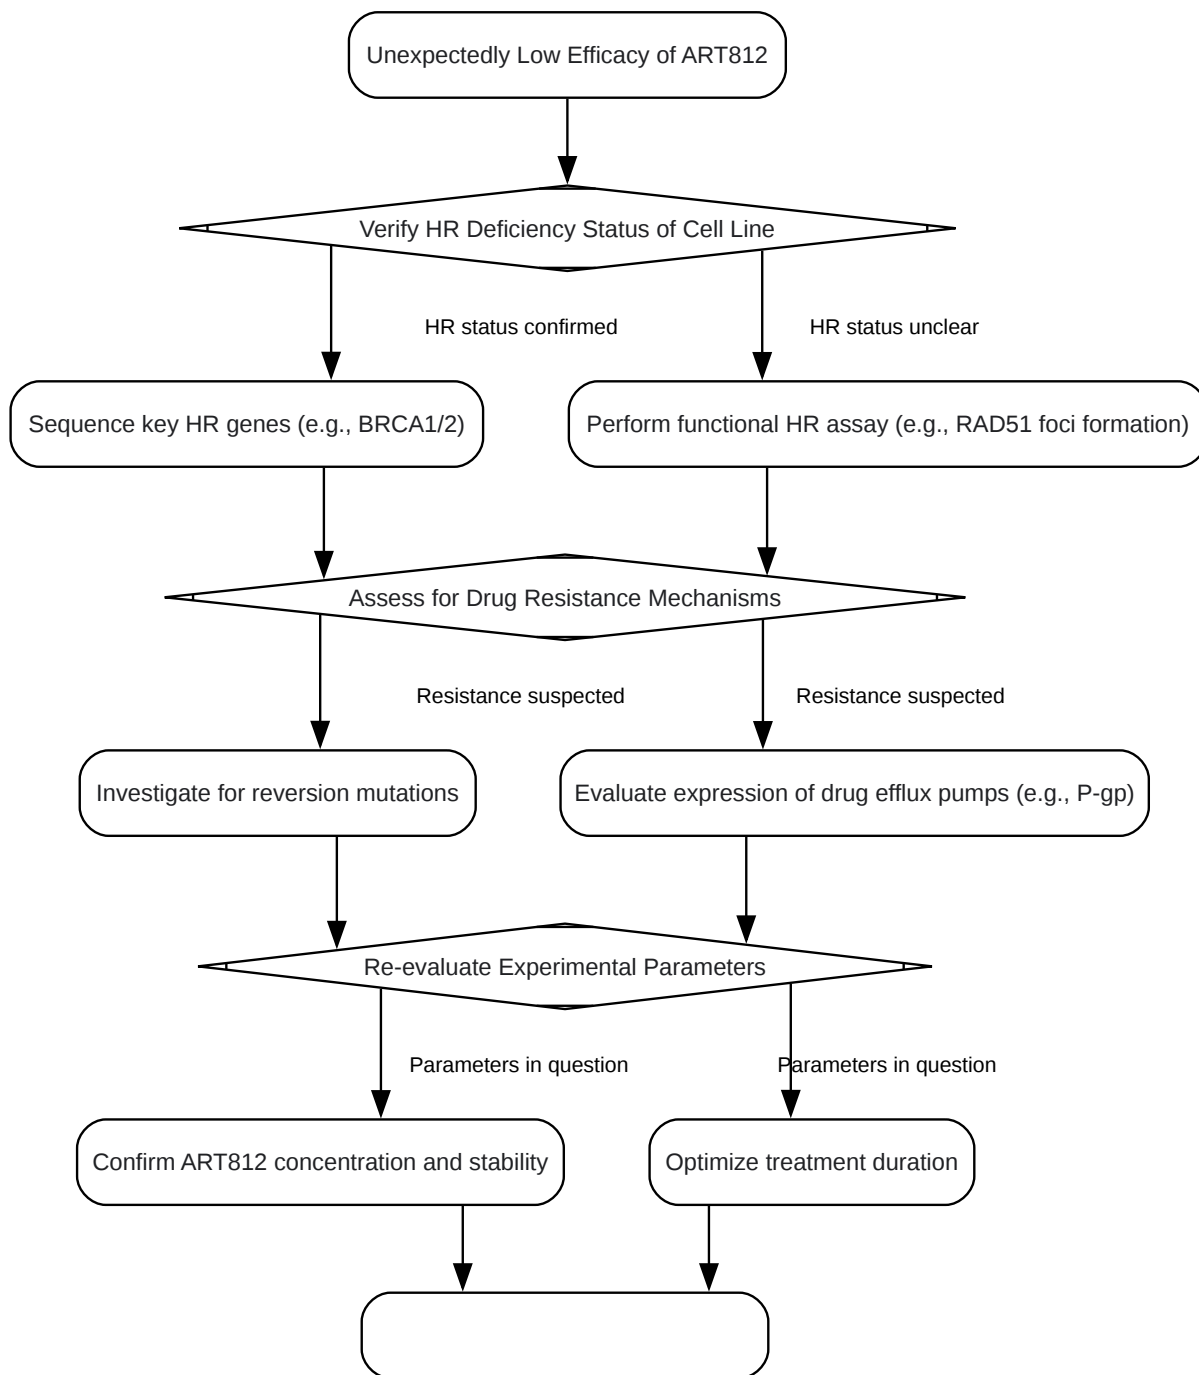 Unexpectedly Low Efficacy of ART812
Verify HR Deficiency Status of Cell Line
HR status confirmed
HR status unclear
Sequence key HR genes (e.g., BRCA1/2)
Perform functional HR assay (e.g., RAD51 foci formation)
Assess for Drug Resistance Mechanisms
Resistance suspected
Resistance suspected
Investigate for reversion mutations
Evaluate expression of drug efflux pumps (e.g., P-gp)
Re-evaluate Experimental Parameters
Parameters in question
Parameters in question
Confirm ART812 concentration and stability
Optimize treatment duration